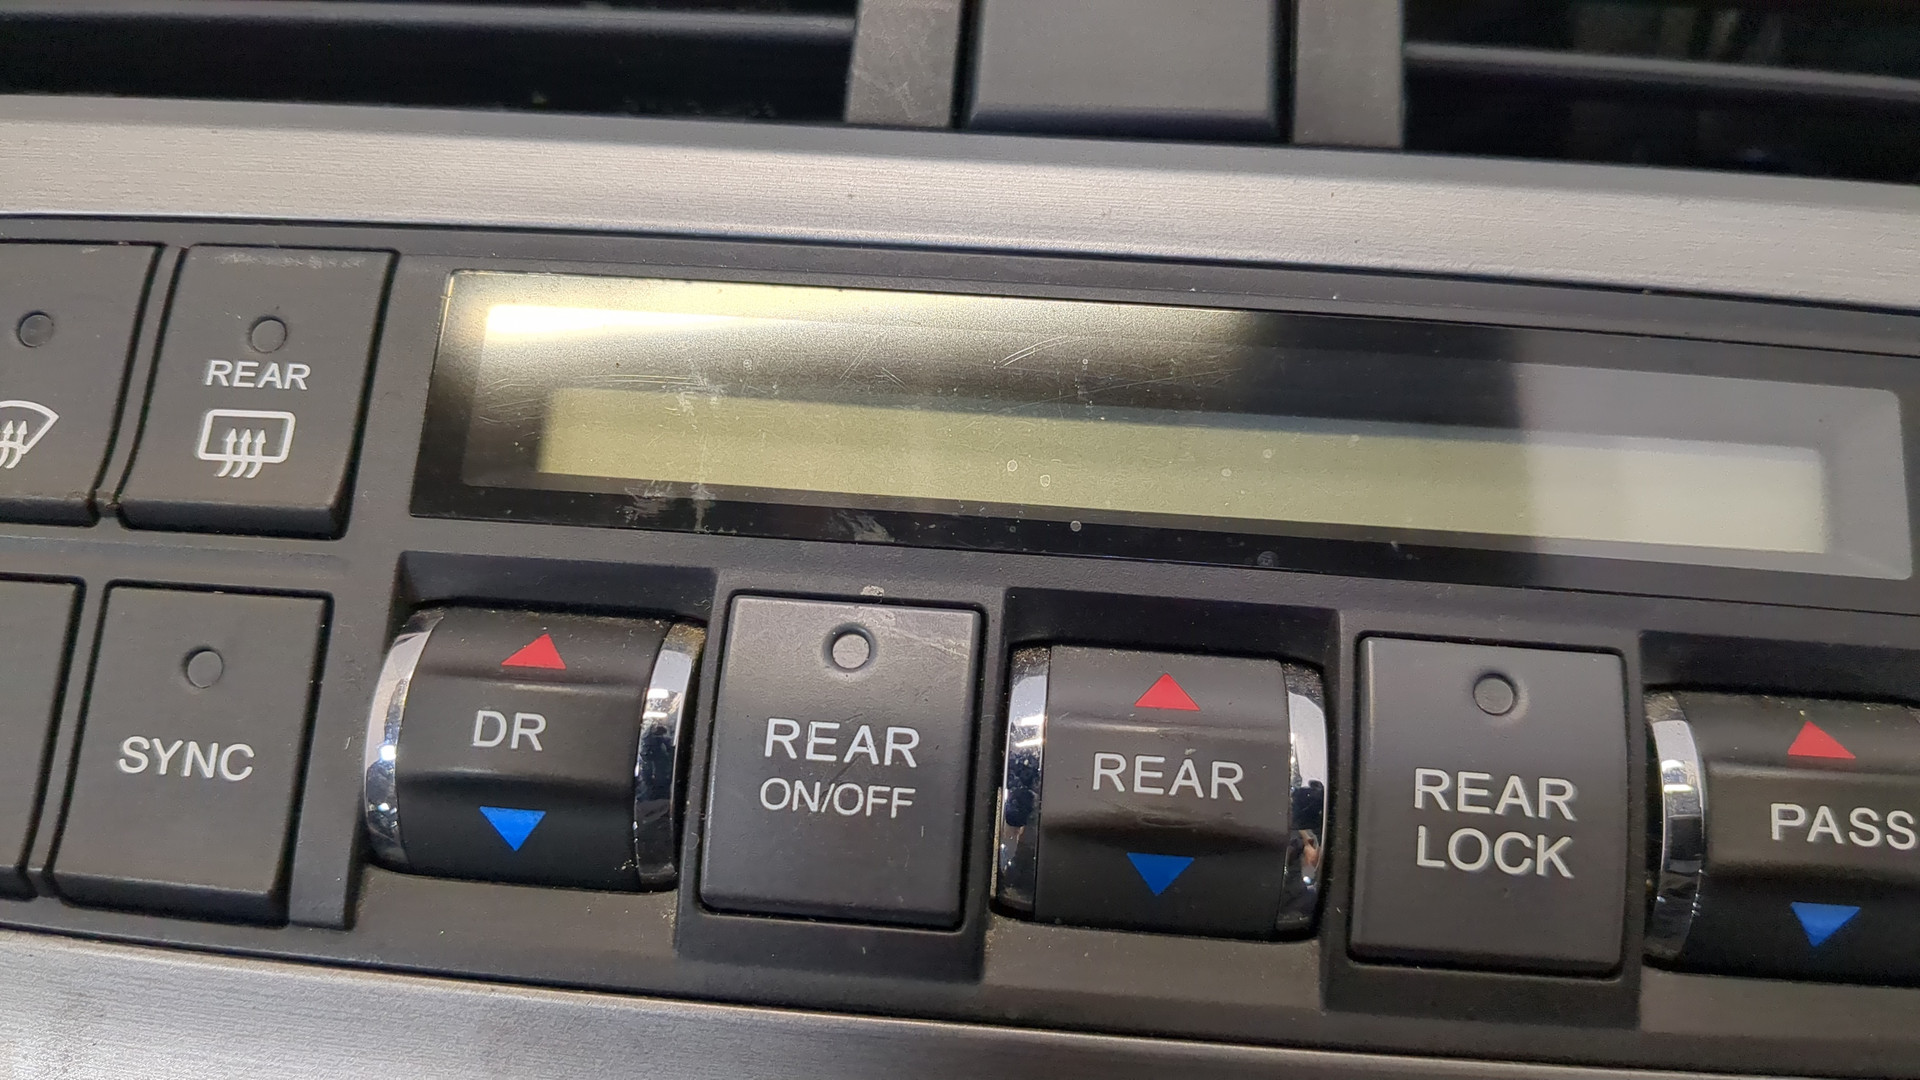 REAR
SYNC
DR
REAR
ON/OFF
REAR
REAR
LOCK
PASS